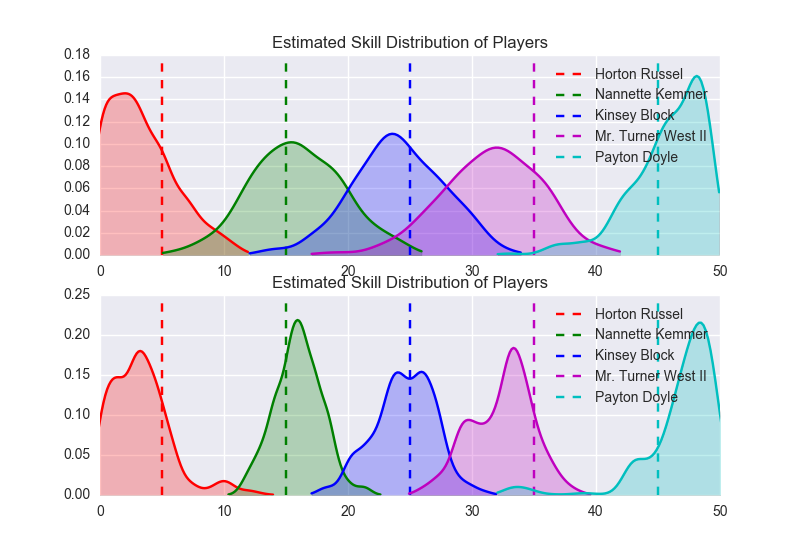 Estimated Skill Distribution of Players
0.18
0.16
0.14
0.12
0.10
0.08
0.06
0.04
0.02
0.00
Horton Russel
Nannette Kemmer
Kinsey Block
Mr. Turner West II
Payton Doyle
0 10 20 30 40 50
Estimated Skill Distribution of Players
0.25
0.20
0.15
0.10
0.05
0.00
Horton Russel
Nannette Kemmer
Kinsey Block
Mr. Turner West II
Payton Doyle
0 10 20 30 40 50